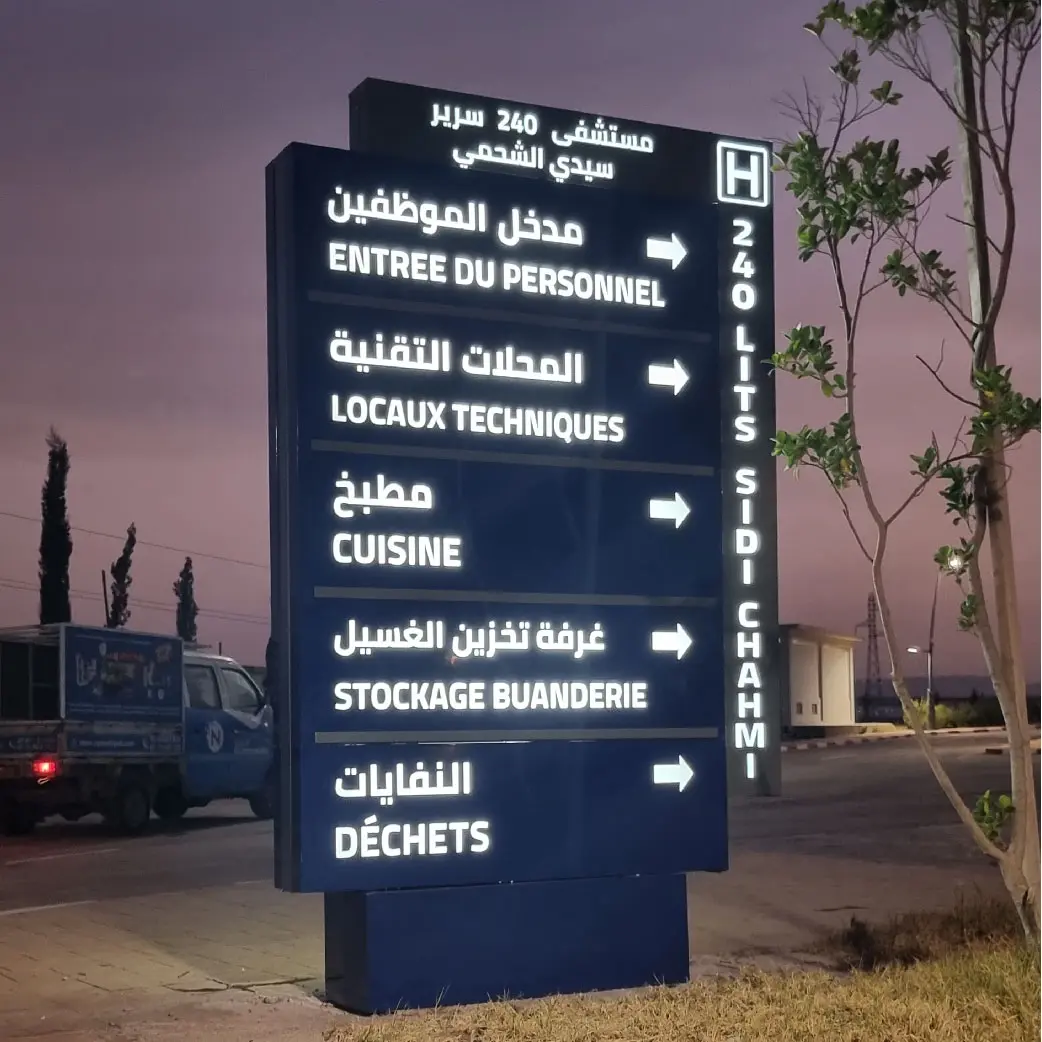 مستشفى 240 سرير
سيدي الشحمي
H
240 LITS SIDI CHAHMI
مدخل الموظفين
ENTREE DU PERSONNEL
المحلات التقنية
LOCAUX TECHNIQUES
مطبخ
CUISINE
غرفة تخزين الغسيل
STOCKAGE BUANDERIE
النفايات
DÉCHETS
N